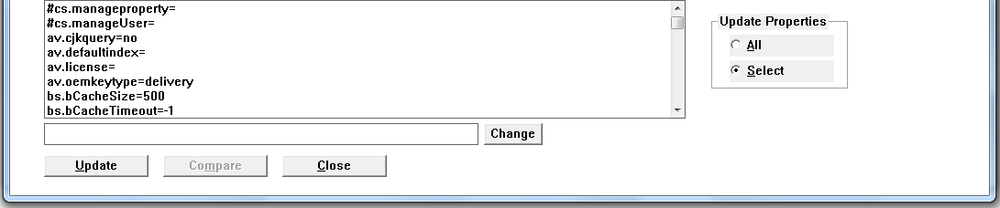 #cs.manageproperty=
#cs.manageUser=
av.cjkquery=no
av.defaultindex=
av.license=
av.oemkeytype=delivery
bs.bCacheSize=500
bs.bCacheTimeout=-1
Update Properties
All
Select
Change
Update
Compare
Close